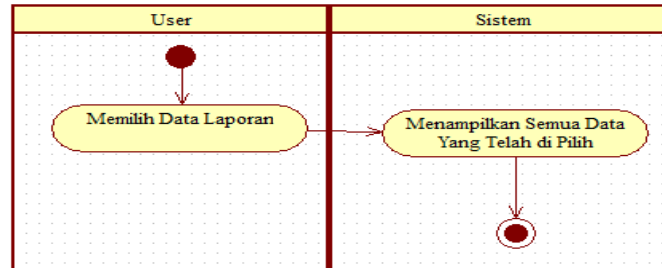 User
Sistem
Memilih Data Laporan
Menampilkan Semua Data
Yang Telah di Pilih